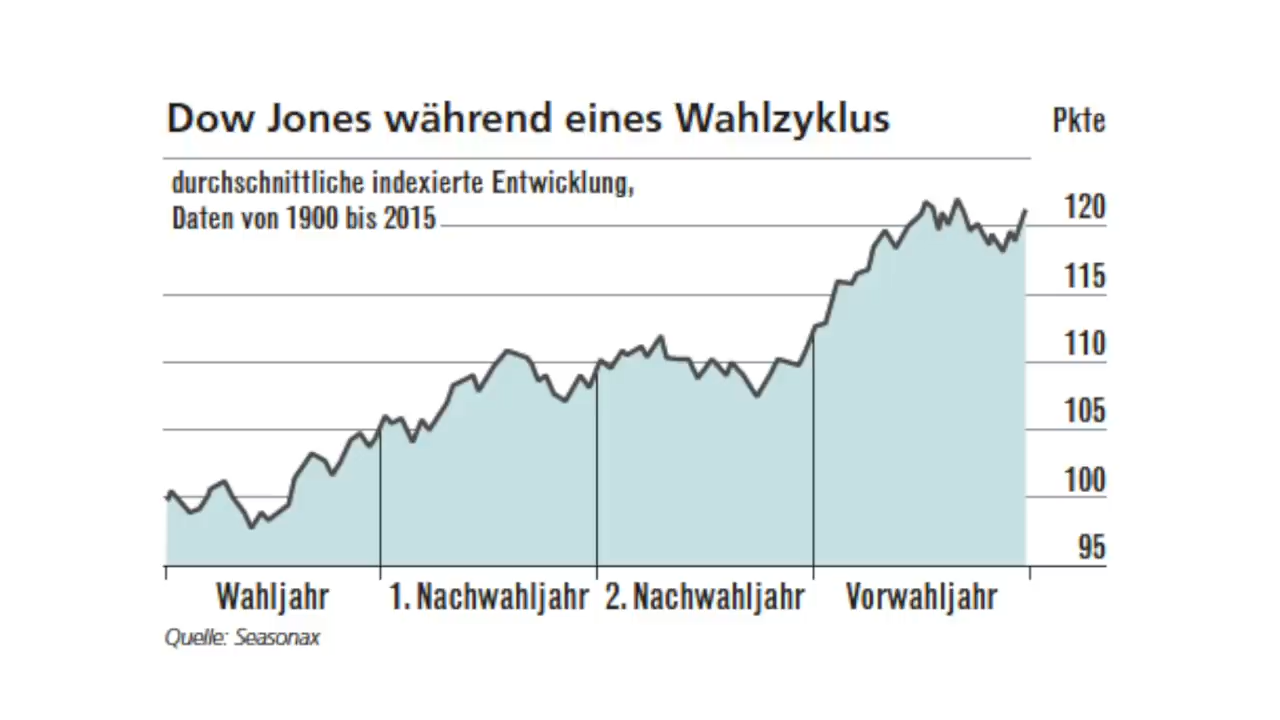 Dow Jones während eines Wahlzyklus
Pkte
durchschnittliche indexierte Entwicklung,
Daten von 1900 bis 2015
120
115
110
105
100
95
Wahljahr
1. Nachwahljahr
2. Nachwahljahr
Vorwahljahr
Quelle: Seasonax